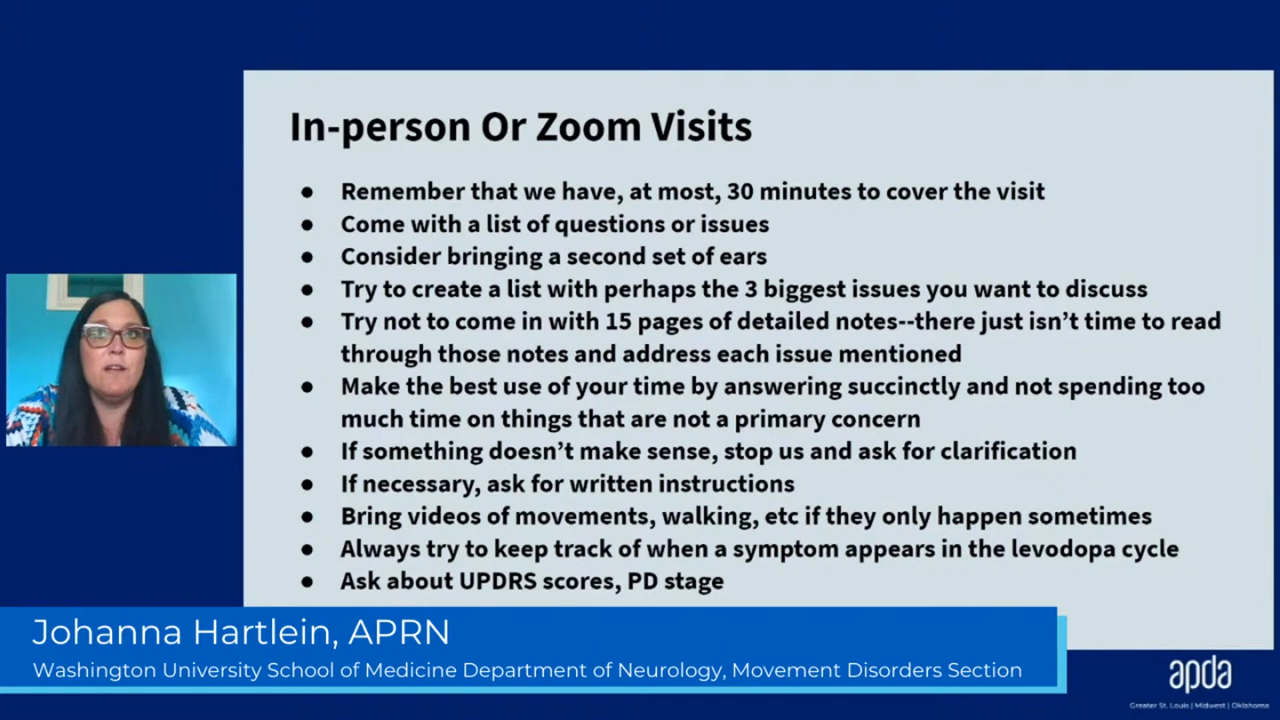 In-person Or Zoom Visits
● Remember that we have, at most, 30 minutes to cover the visit
● Come with a list of questions or issues
● Consider bringing a second set of ears
● Try to create a list with perhaps the 3 biggest issues you want to discuss
● Try not to come in with 15 pages of detailed notes--there just isn’t time to read
through those notes and address each issue mentioned
● Make the best use of your time by answering succinctly and not spending too
much time on things that are not a primary concern
● If something doesn’t make sense, stop us and ask for clarification
● If necessary, ask for written instructions
● Bring videos of movements, walking, etc if they only happen sometimes
● Always try to keep track of when a symptom appears in the levodopa cycle
● Ask about UPDRS scores, PD stage
Johanna Hartlein, APRN
Washington University School of Medicine Department of Neurology, Movement Disorders Section
apda
Greater St. Louis | Midwest | Oklahoma